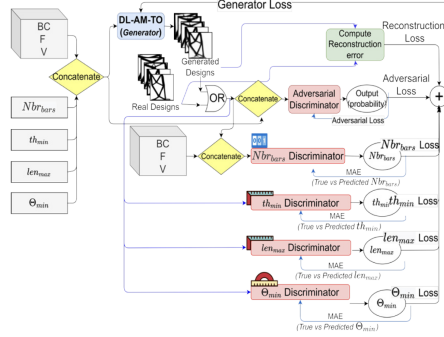 Generator Loss
BC
F
V
DL-AM-TO
(Generator)
Compute
Reconstruction
error
Reconstruction
Loss
Concatenate
Generated
Designs
Real Designs
OR
Concatenate
Adversarial
Discriminator
Output
(probability)
Adversarial
Loss
+
Adversarial Loss
Nbr_bars
th_min
len_max
Θ_min
BC
F
V
Concatenate
Nbr_bars Discriminator
Nbr_bars
Nbr_bars Loss
MAE
(True vs Predicted Nbr_bars)
th_min Discriminator
th_min
th_min Loss
MAE
(True vs Predicted th_min)
len_max Discriminator
len_max
len_max Loss
MAE
(True vs Predicted len_max)
Θ_min Discriminator
Θ_min
Θ_min Loss
MAE
(True vs Predicted Θ_min)